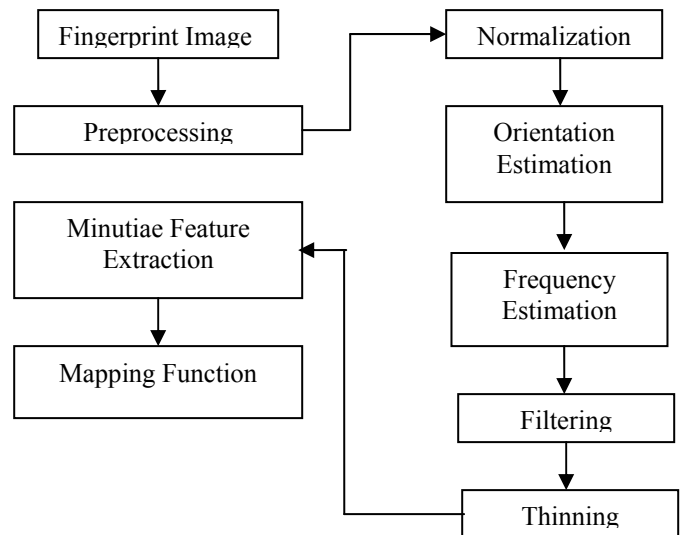 Fingerprint Image
Preprocessing
Normalization
Orientation
Estimation
Frequency
Estimation
Filtering
Thinning
Minutiae Feature
Extraction
Mapping Function